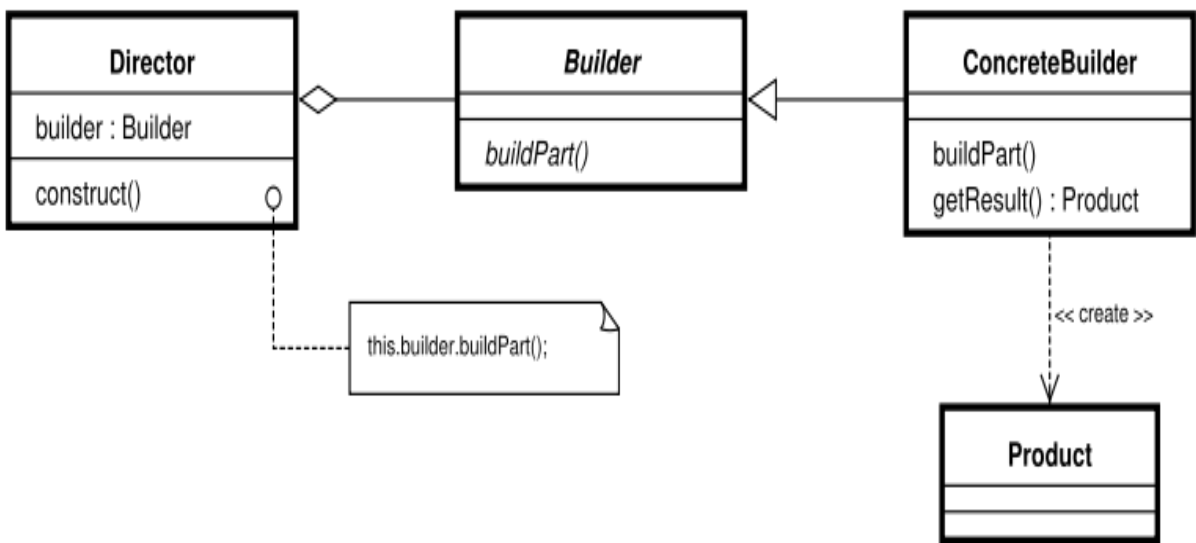 Director
builder : Builder
construct()
Builder
buildPart()
ConcreteBuilder
buildPart()
getResult() : Product
this.builder.buildPart();
<< create >>
Product